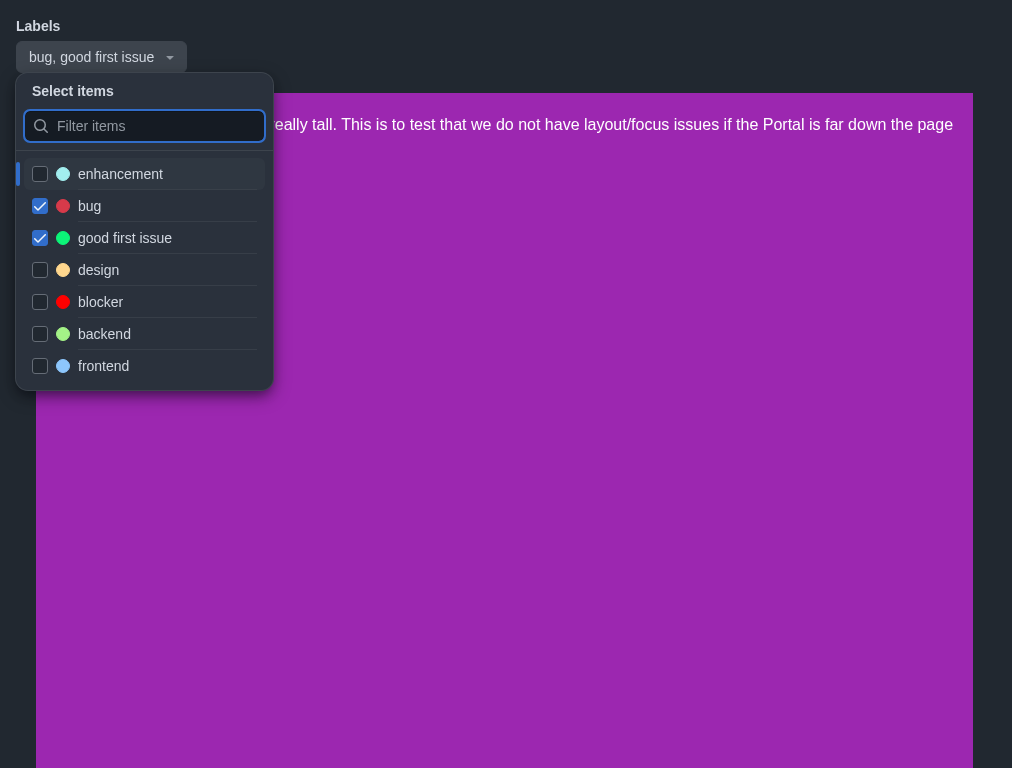 Labels
bug, good first issue
Select items
Filter items
really tall. This is to test that we do not have layout/focus issues if the Portal is far down the page
enhancement
bug
good first issue
design
blocker
backend
frontend